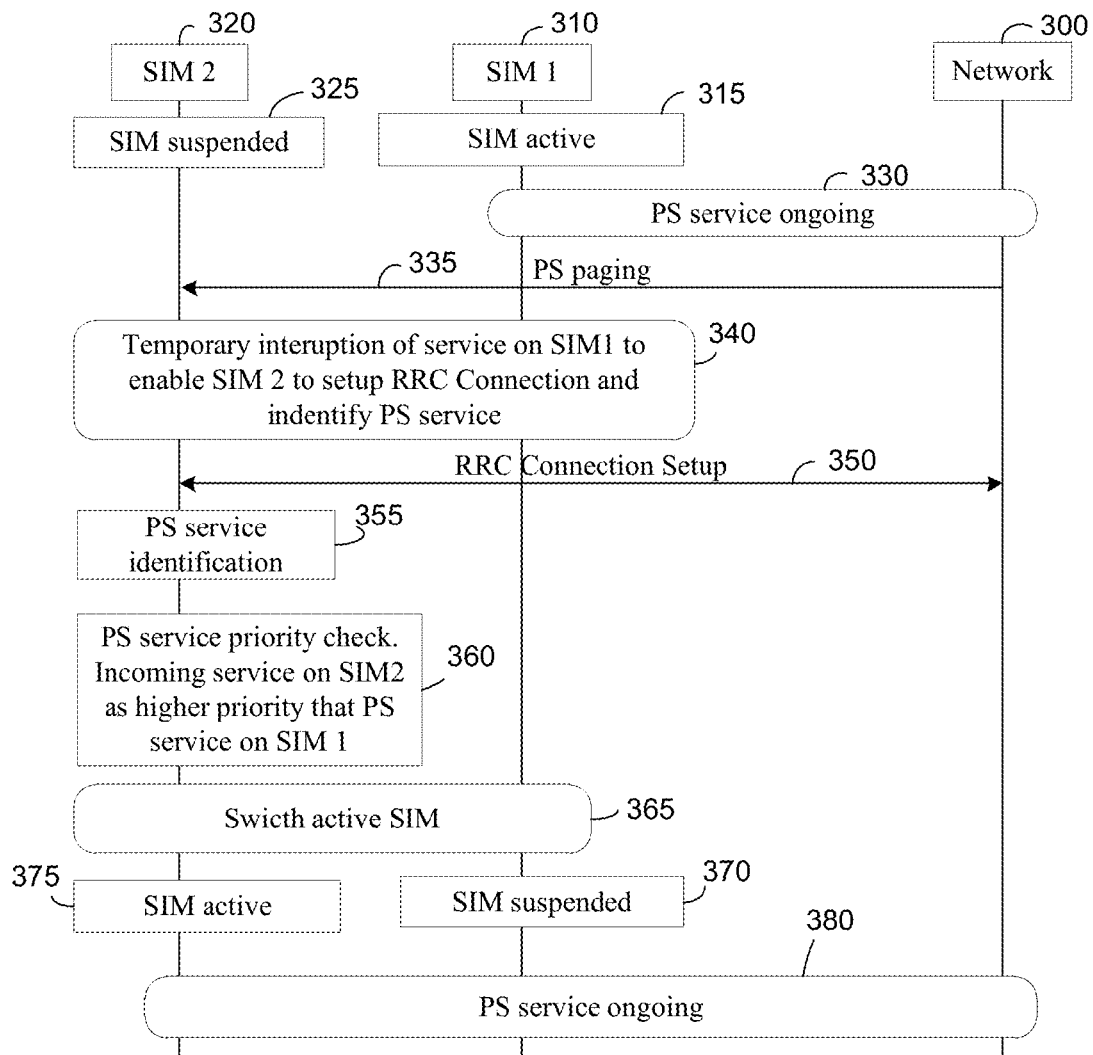 320
310
300
SIM 2
SIM 1
Network
325
315
SIM suspended
SIM active
330
PS service ongoing
335
PS paging
Temporary interuption of service on SIM1 to
enable SIM 2 to setup RRC Connection and
indentify PS service
340
RRC Connection Setup
350
PS service
identification
355
PS service priority check.
Incoming service on SIM2
as higher priority that PS
service on SIM 1
360
Swicth active SIM
365
375
SIM active
SIM suspended
370
380
PS service ongoing